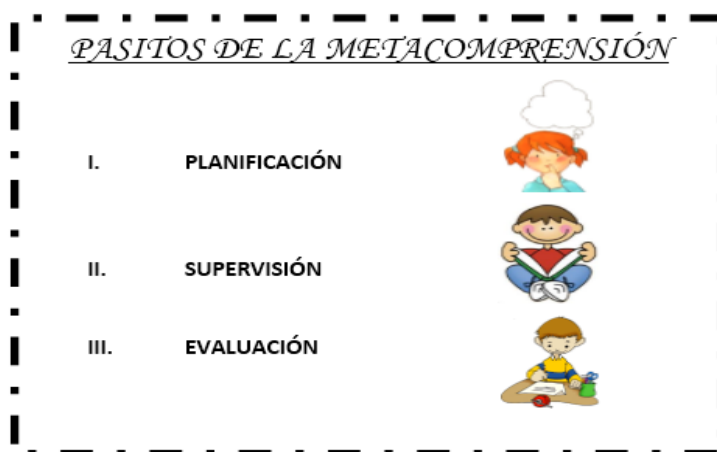 PASITOS DE LA METACOMPRENSIÓN
I. PLANIFICACIÓN
II. SUPERVISIÓN
III. EVALUACIÓN